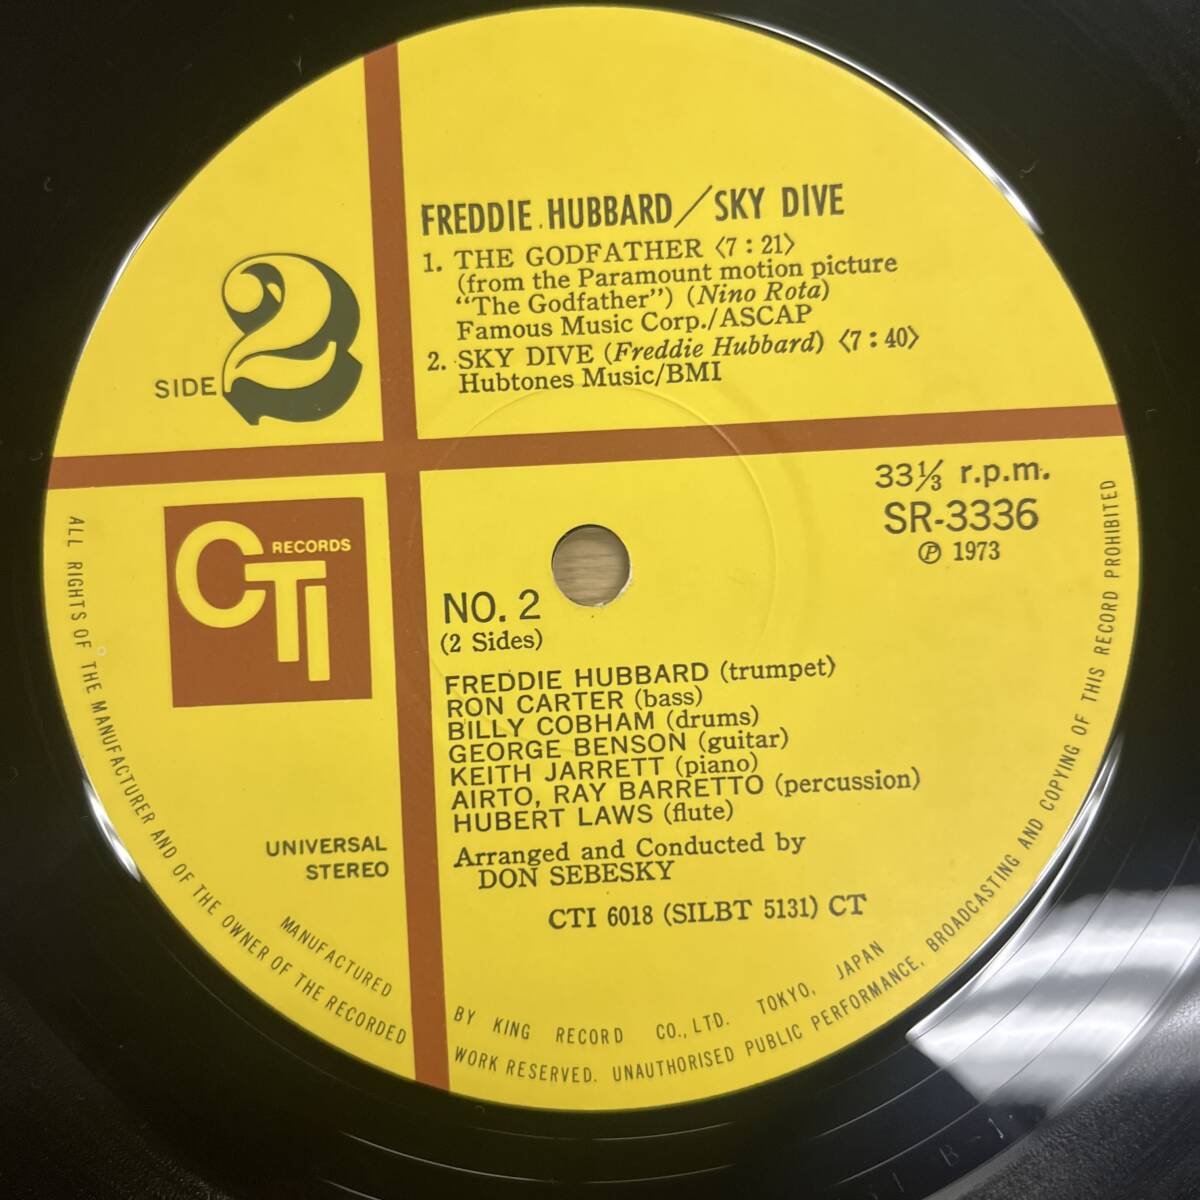 FREDDIE HUBBARD/SKY DIVE
1. THE GODFATHER ⟨7:21⟩
(from the Paramount motion picture
"The Godfather") (Nino Rota)
Famous Music Corp./ASCAP
2. SKY DIVE (Freddie Hubbard) ⟨7:40⟩
Hubtones Music/BMI
SIDE 2
33⅓ r.p.m.
SR-3336
Ⓟ 1973
CTI RECORDS
NO. 2
(2 Sides)
FREDDIE HUBBARD (trumpet)
RON CARTER (bass)
BILLY COBHAM (drums)
GEORGE BENSON (guitar)
KEITH JARRETT (piano)
AIRTO, RAY BARRETTO (percussion)
HUBERT LAWS (flute)
Arranged and Conducted by
DON SEBESKY
UNIVERSAL
STEREO
CTI 6018 (SILBT 5131) CT
MANUFACTURED BY KING RECORD CO., LTD. TOKYO, JAPAN
ALL RIGHTS OF THE MANUFACTURER AND OF THE OWNER OF THE RECORDED WORK RESERVED. UNAUTHORISED PUBLIC PERFORMANCE, BROADCASTING AND COPYING OF THIS RECORD PROHIBITED